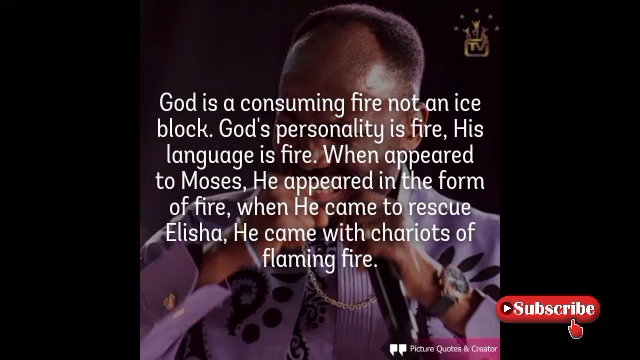 TV
God is a consuming fire not an ice
block. God's personality is fire, His
language is fire. When appeared
to Moses, He appeared in the form
of fire, when He came to rescue
Elisha, He came with chariots of
flaming fire.
Subscribe
Picture Quotes & Creator